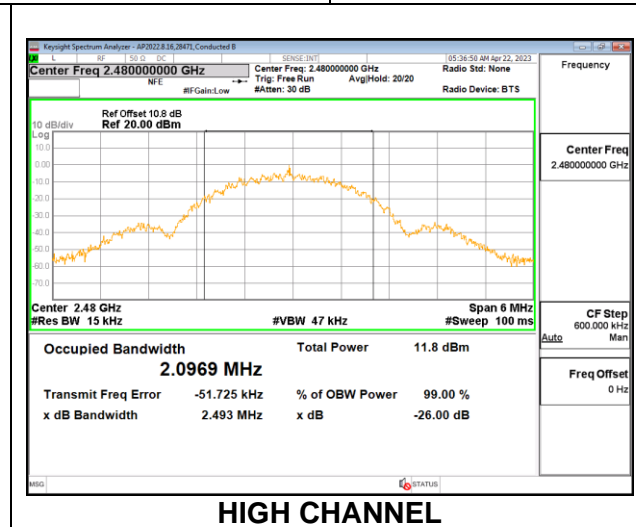 Keysight Spectrum Analyzer - AP2022.8.16,28471,Conducted B
L RF 50 Ω DC SENSE:INT 05:36:58 AM Apr 22, 2023
Center Freq 2.480000000 GHz Center Freq: 2.480000000 GHz Radio Std: None Frequency
NFE Trig: Free Run Avg|Hold: 20/20
#IFGain:Low #Atten: 30 dB Radio Device: BTS
Ref Offset 10.8 dB
10 dB/div Ref 20.00 dBm
Log
10.0
0.00
-10.0
-20.0
-30.0
-40.0
-50.0
-60.0
-70.0
Center Freq
2.480000000 GHz
Center 2.48 GHz Span 6 MHz
#Res BW 15 kHz #VBW 47 kHz #Sweep 100 ms
CF Step
600.000 kHz
Auto Man
Occupied Bandwidth Total Power 11.8 dBm
2.0969 MHz
Transmit Freq Error -51.725 kHz % of OBW Power 99.00 %
x dB Bandwidth 2.493 MHz x dB -26.00 dB
Freq Offset
0 Hz
MSG STATUS
HIGH CHANNEL